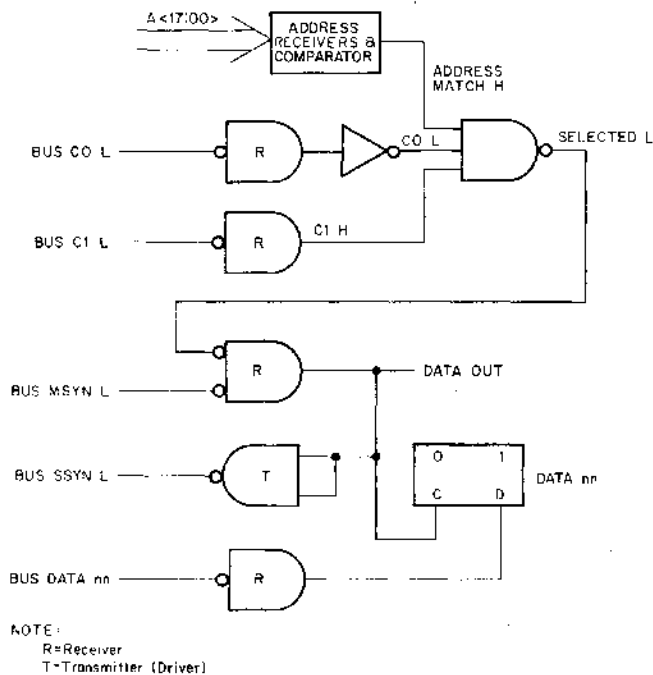 A<17:00>
ADDRESS
RECEIVERS &
COMPARATOR
ADDRESS
MATCH H
BUS C0 L
R
C0 L
SELECTED L
BUS C1 L
R
C1 H
BUS MSYN L
R
DATA OUT
BUS SSYN L
T
0 1
C D
DATA nn
BUS DATA nn
R
NOTE:
R=Receiver
T=Transmitter (Driver)